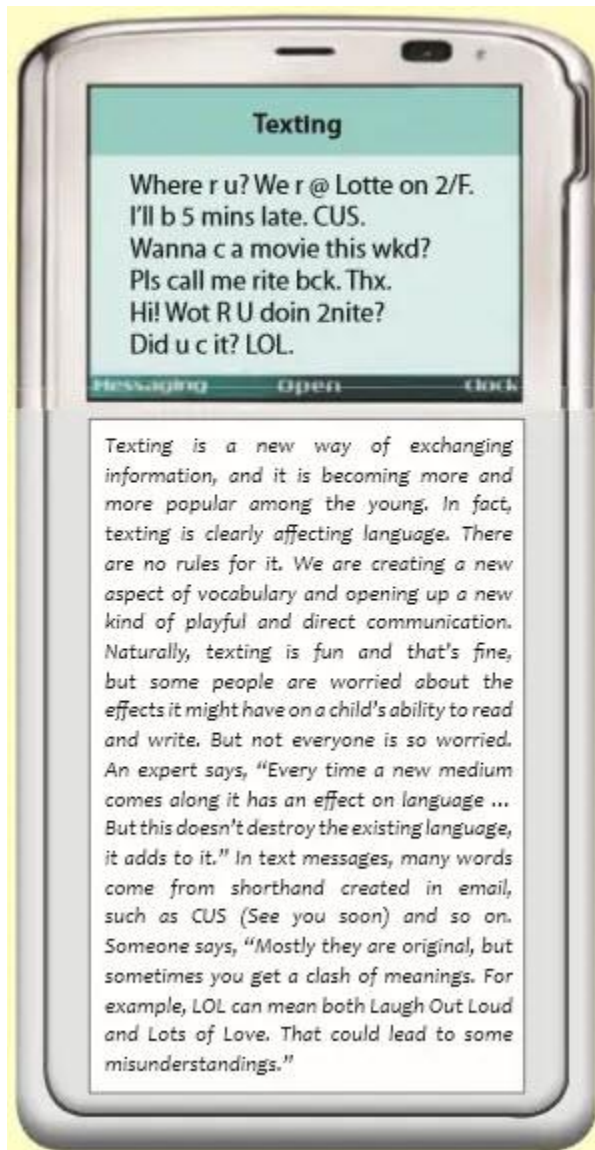 Texting
Where r u? We r @ Lotte on 2/F.
I'll b 5 mins late. CUS.
Wanna c a movie this wkd?
Pls call me rite bck. Thx.
Hi! Wot R U doin 2nite?
Did u c it? LOL.
Messaging Open Clock
Texting is a new way of exchanging
information, and it is becoming more and
more popular among the young. In fact,
texting is clearly affecting language. There
are no rules for it. We are creating a new
aspect of vocabulary and opening up a new
kind of playful and direct communication.
Naturally, texting is fun and that's fine,
but some people are worried about the
effects it might have on a child's ability to read
and write. But not everyone is so worried.
An expert says, “Every time a new medium
comes along it has an effect on language ...
But this doesn't destroy the existing language,
it adds to it.” In text messages, many words
come from shorthand created in email,
such as CUS (See you soon) and so on.
Someone says, “Mostly they are original, but
sometimes you get a clash of meanings. For
example, LOL can mean both Laugh Out Loud
and Lots of Love. That could lead to some
misunderstandings.”